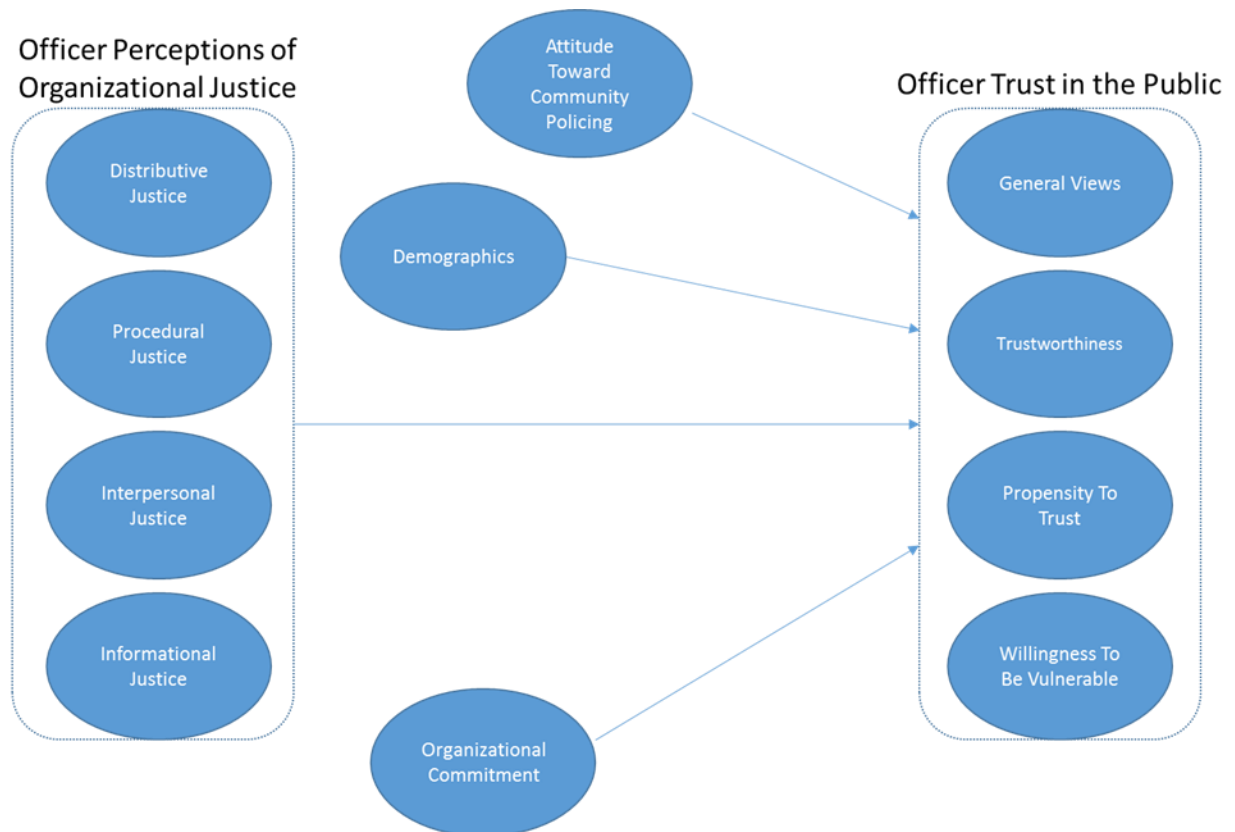 Officer Perceptions of
Organizational Justice
Distributive
Justice
Procedural
Justice
Interpersonal
Justice
Informational
Justice
Attitude
Toward
Community
Policing
Demographics
Organizational
Commitment
Officer Trust in the Public
General Views
Trustworthiness
Propensity To
Trust
Willingness To
Be Vulnerable